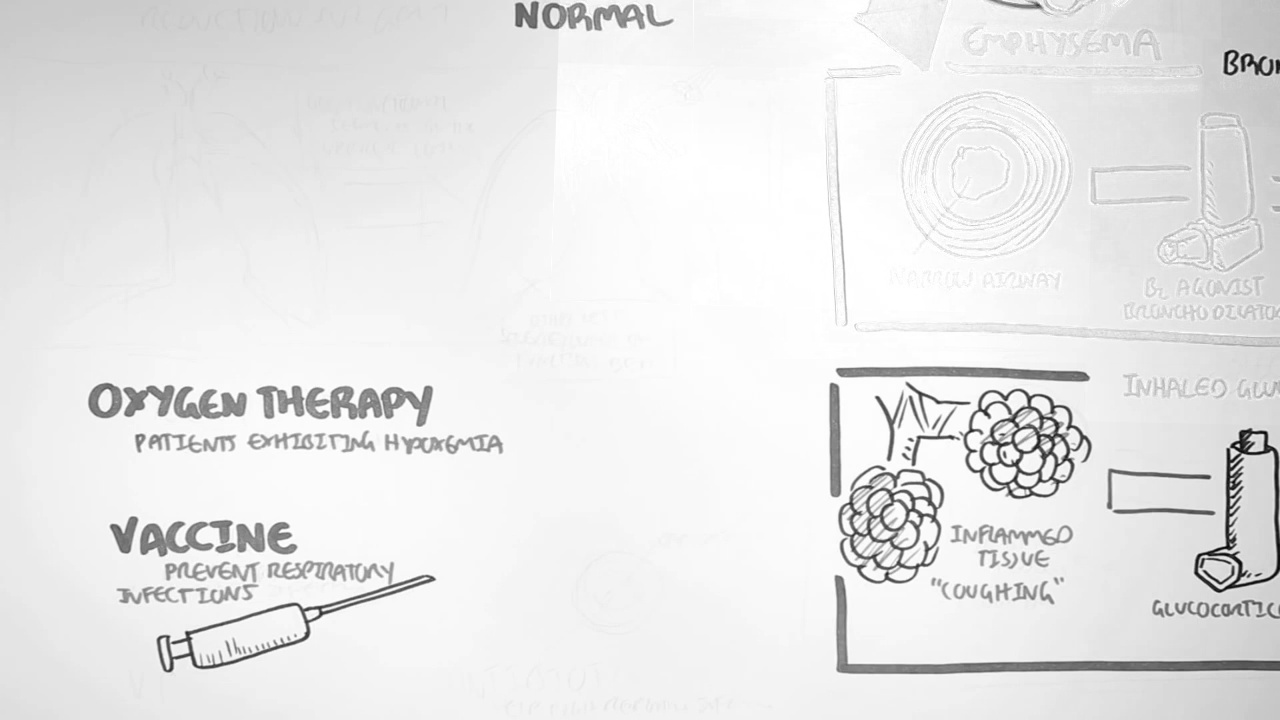 NORMAL
EMPHYSEMA
BRON
NARROW AIRWAY
B2 AGONIST
BRONCHODILATO
OXYGEN THERAPY
PATIENTS EXHIBITING HYPOXEMIA
VACCINE
PREVENT RESPIRATORY
INFECTIONS
INHALED GLU
INFLAMMED
TISSUE
"COUGHING"
GLUCOCORTIC